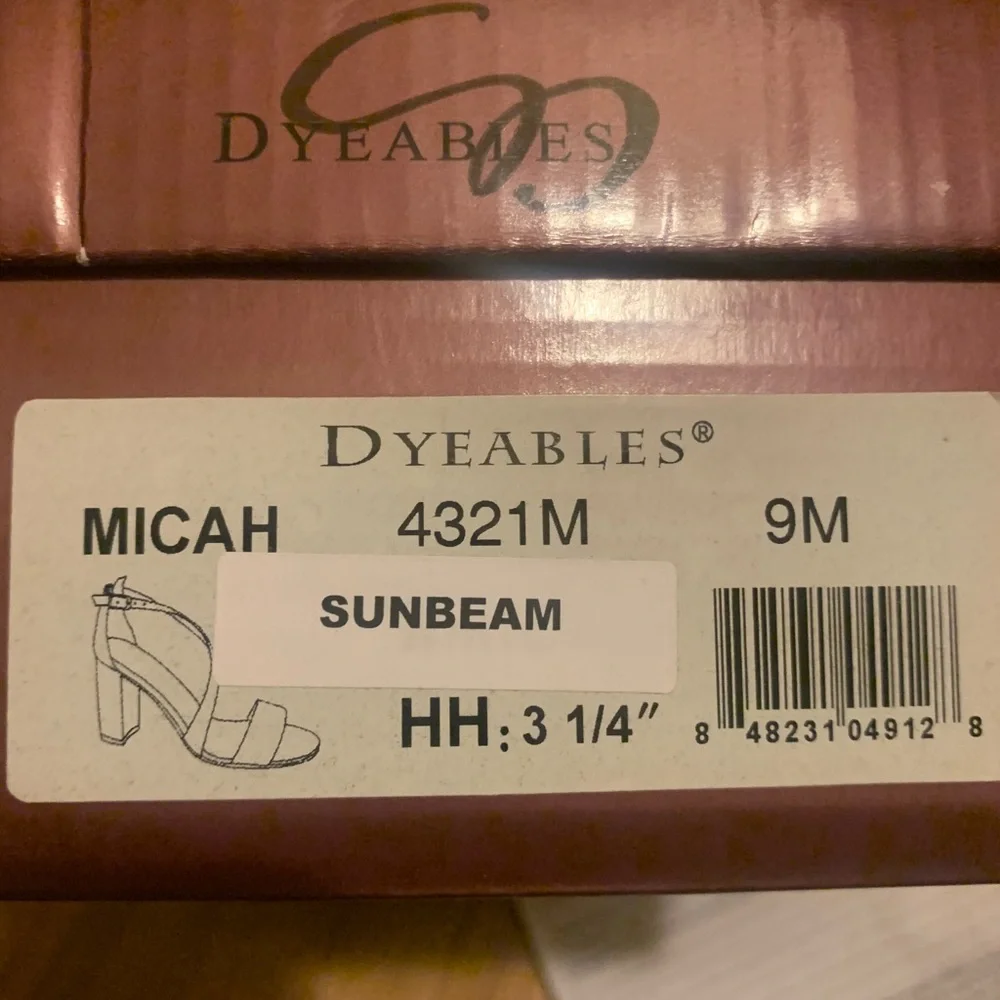 DYEABLES
DYEABLES®
MICAH 4321M 9M
SUNBEAM
HH: 3 1/4”
8 48231 04912 8